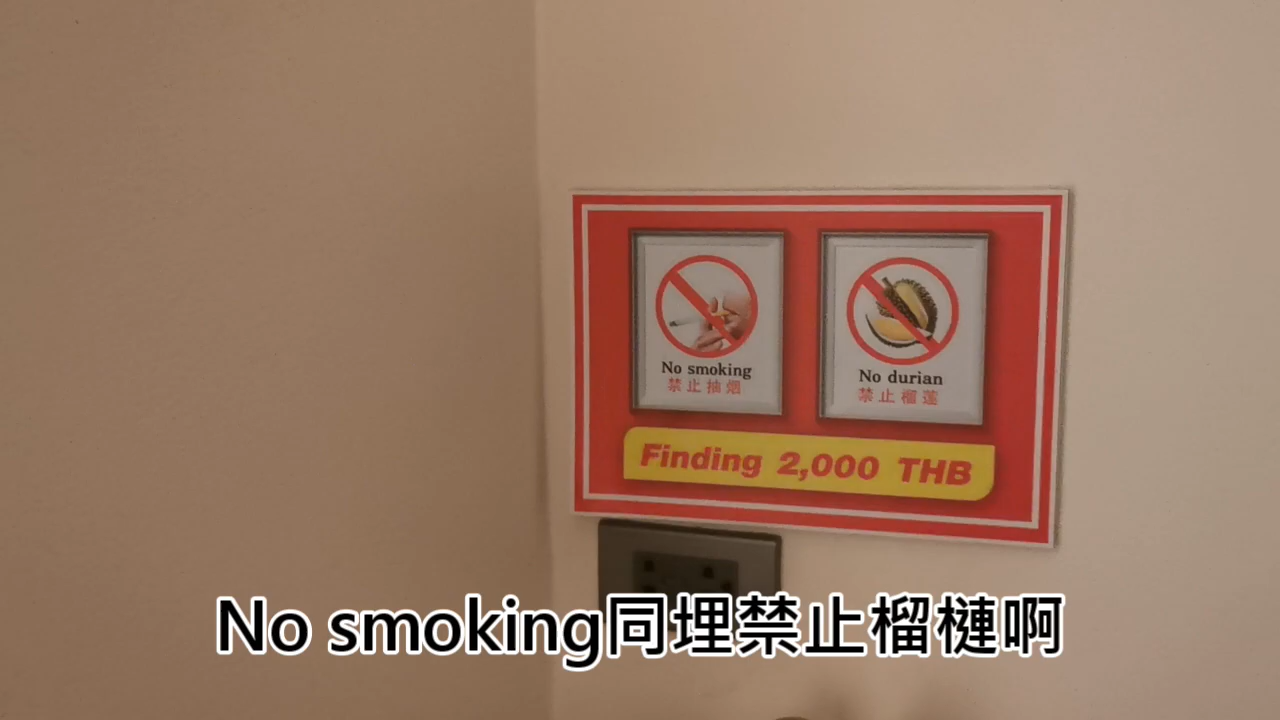 No smoking
禁止抽烟
No durian
禁止榴莲
Finding 2,000 THB
No smoking同埋禁止榴槤啊